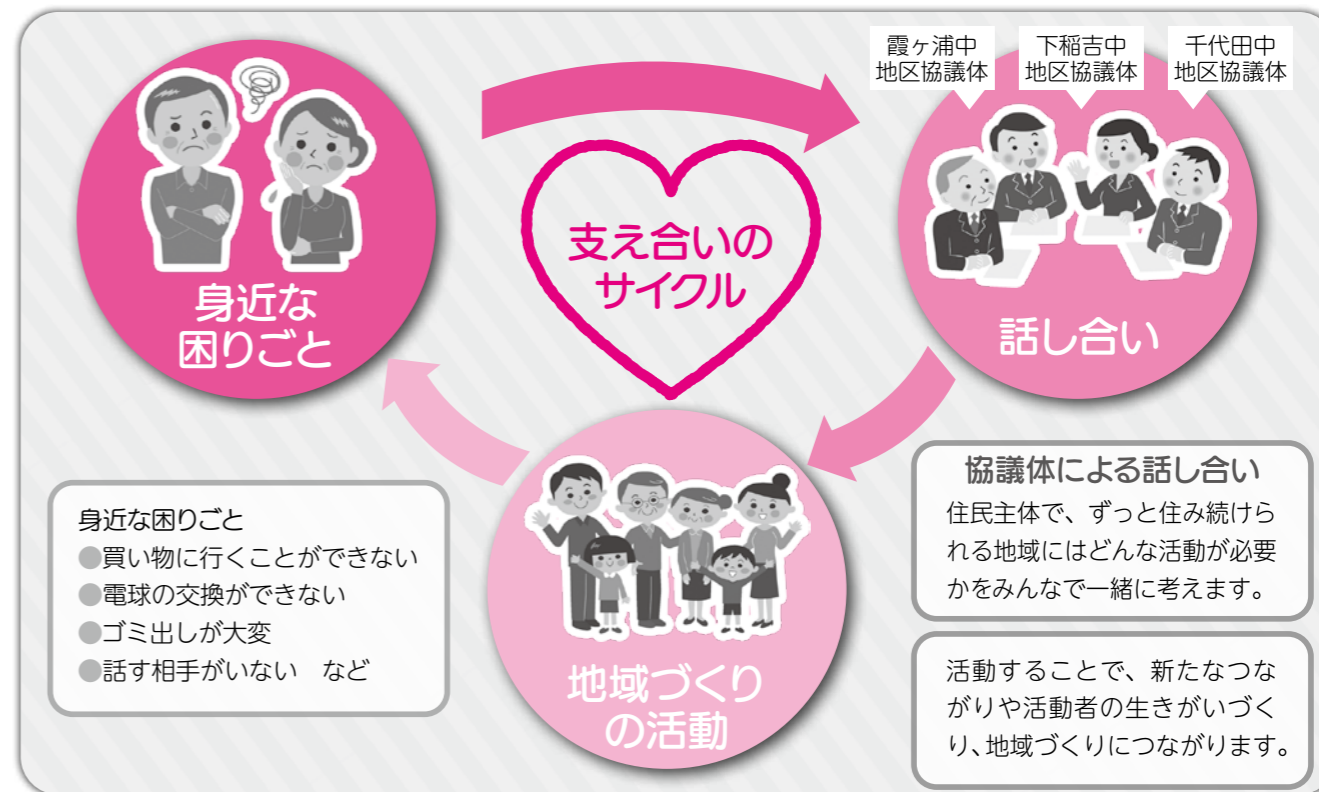 霞ヶ浦中
地区協議体
下稲吉中
地区協議体
千代田中
地区協議体
支え合いの
サイクル
身近な
困りごと
話し合い
地域づくり
の活動
身近な困りごと
●買い物に行くことができない
●電球の交換ができない
●ゴミ出しが大変
●話す相手がいない　など
協議体による話し合い
住民主体で、ずっと住み続けら
れる地域にはどんな活動が必要
かをみんなで一緒に考えます。
活動することで、新たなつな
がりや活動者の生きがいづく
り、地域づくりにつながります。